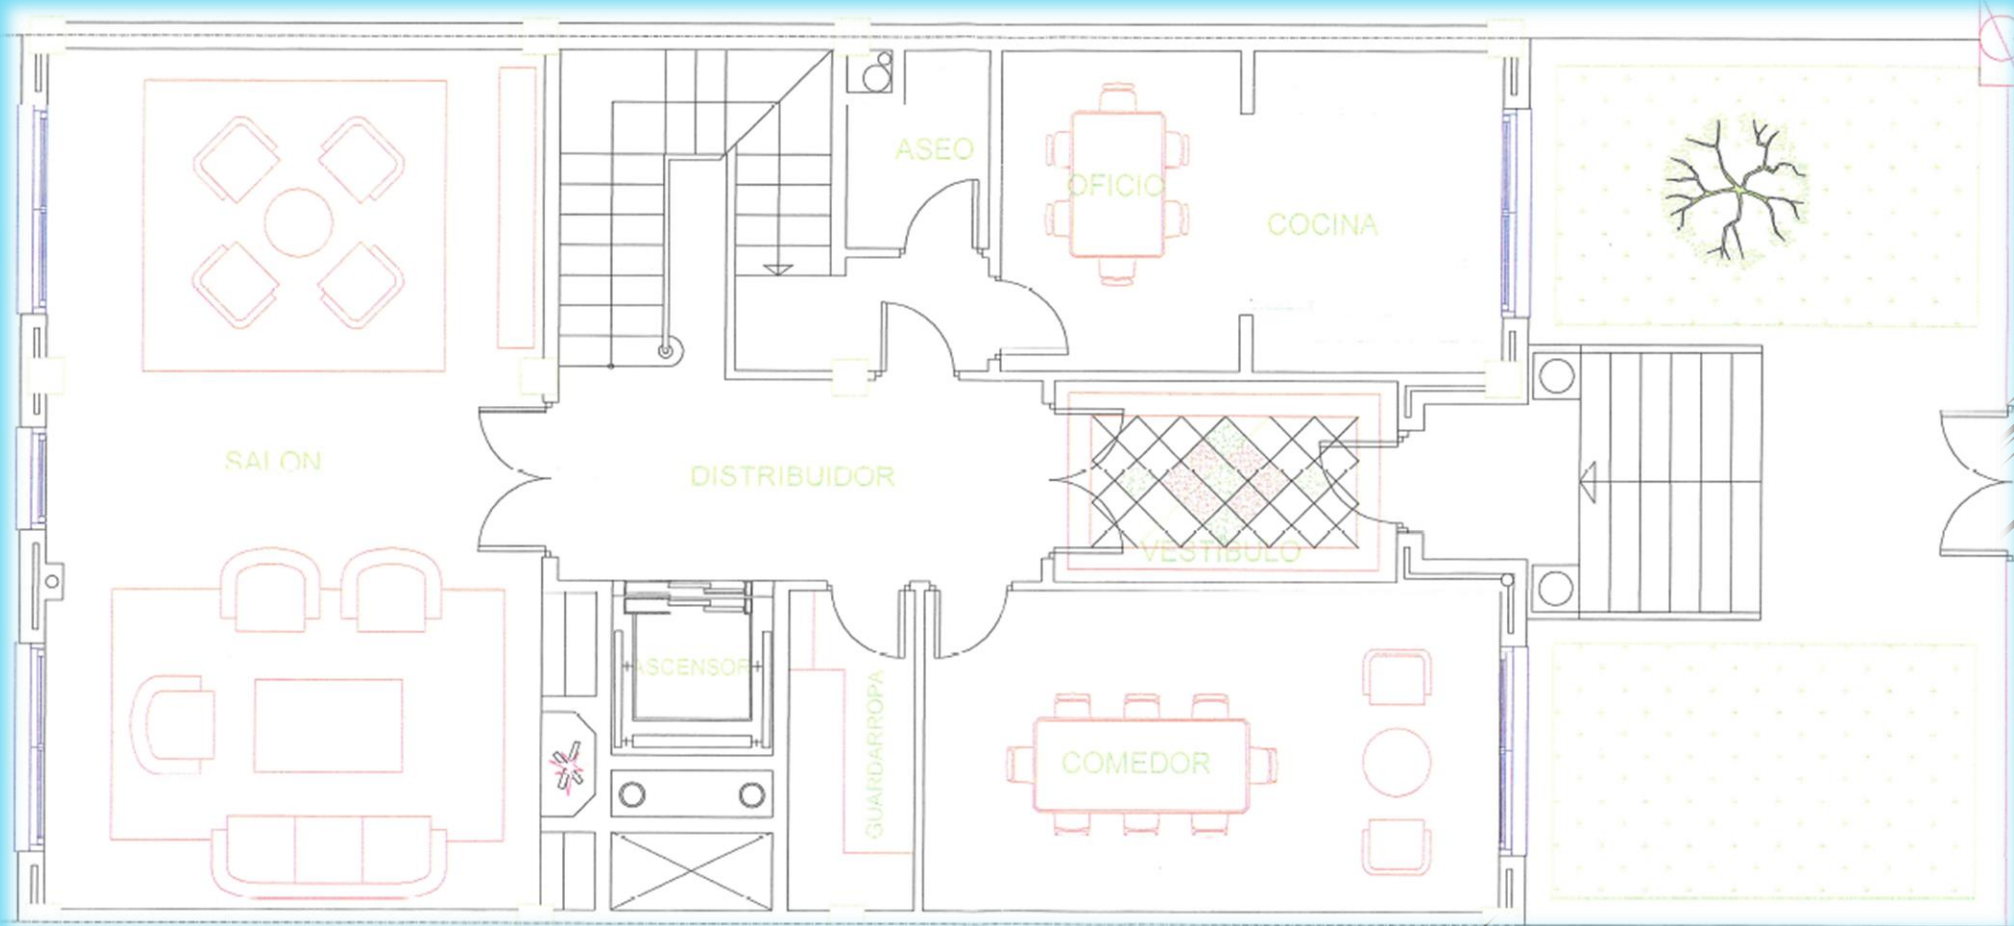 ASEO
OFICIO
COCINA
SALON
DISTRIBUIDOR
VESTIBULO
ASCENSOR
GUARDARROPA
COMEDOR